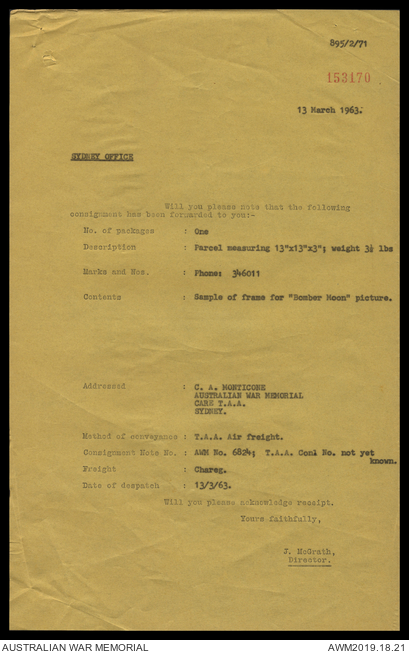 895/2/71
153170
13 March 1963.
SYDNEY OFFICE
Will you please note that the following
consignment has been forwarded to you:-
No. of packages : One
Description : Parcel measuring 13"x13"x3"; weight 3½ lbs
Marks and Nos. : Phone: 346011
Contents : Sample of frame for "Bomber Moon" picture.
Addressed : C. A. MONTICONE
AUSTRALIAN WAR MEMORIAL
CARE T.A.A.
SYDNEY.
Method of conveyance : T.A.A. Air freight.
Consignment Note No. : AWM No. 6824; T.A.A. Conl No. not yet
known.
Freight : Chareg.
Date of despatch : 13/3/63.
Will you please acknowledge receipt.
Yours faithfully,
J. McGrath,
Director.
AUSTRALIAN WAR MEMORIAL
AWM2019.18.21